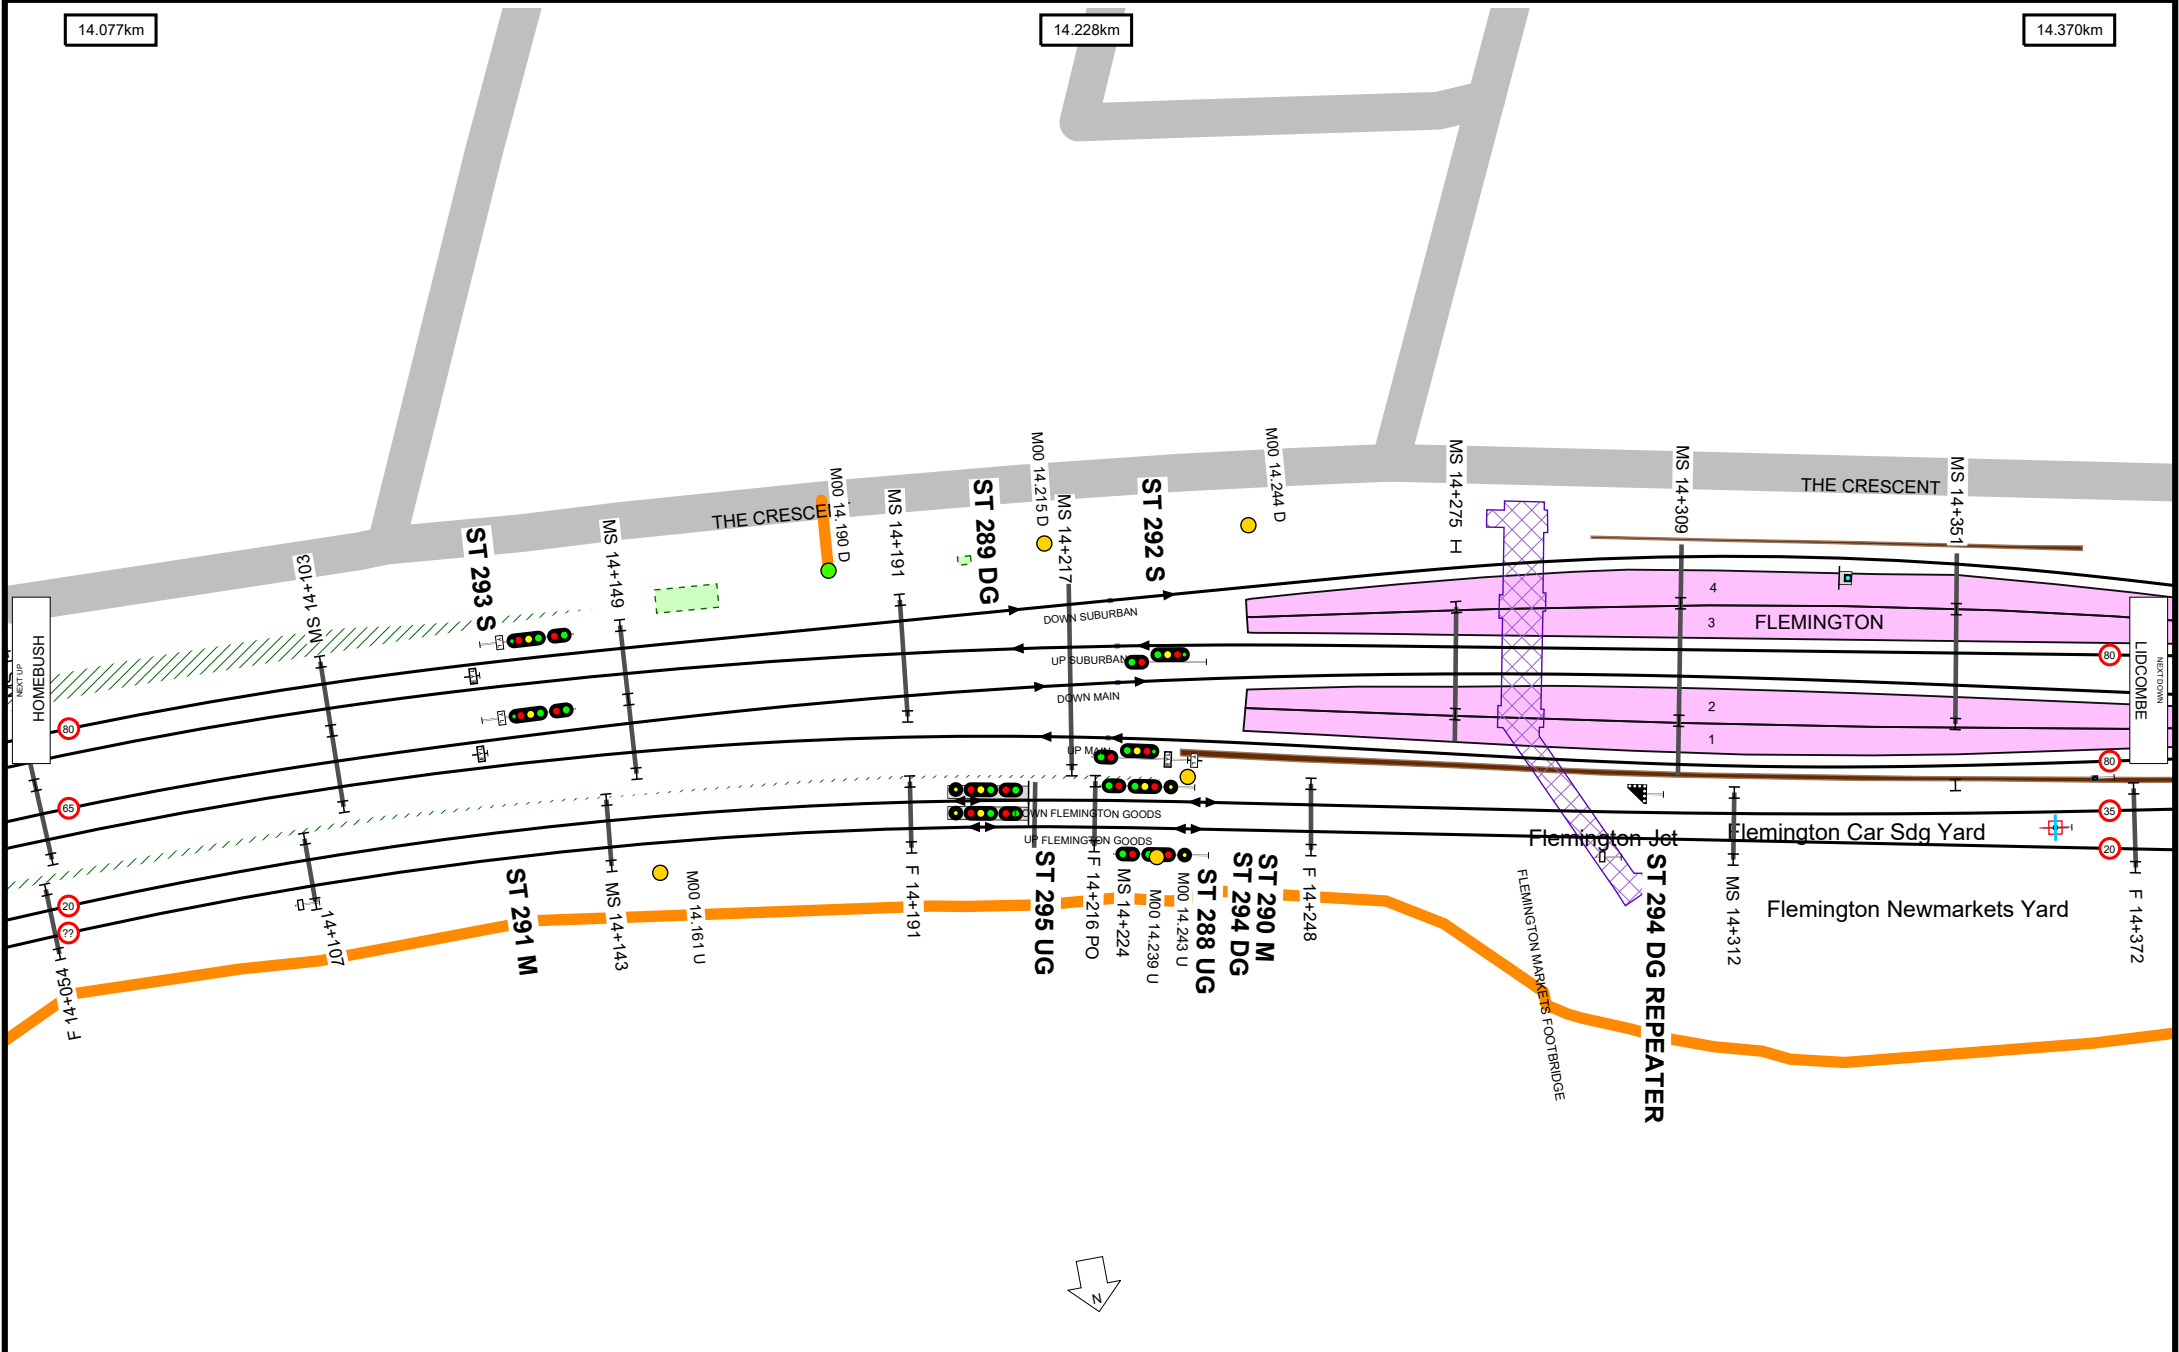 14.077km
14.228km
14.370km
M00 14.244 D
M00 14.215 D
MS 14+275
MS 14+309
MS 14+351
M00 14.190 D
ST 289 DG
ST 292 S
THE CRESCENT
MS 14+191
MS 14+217
THE CRESCEN
MS 14+149
ST 293 S
MS 14+103
4
DOWN SUBURBAN
3
FLEMINGTON
NEXT UP
HOMEBUSH
UP SUBURBAN
80
LIDCOMBE
NEXT DOWN
DOWN MAIN
2
80
1
UP MAIN
80
65
35
OWN FLEMINGTON GOODS
Flemington Jct
Flemington Car Sdg Yard
UP FLEMINGTON GOODS
20
20
??
ST 291 M
MS 14+143
M00 14.161 U
F 14+191
ST 295 UG
F 14+216 PO
MS 14+224
M00 14.239 U
M00 14.243 U
ST 288 UG
ST 294 DG
ST 290 M
F 14+248
FLEMINGTON MARKETS FOOTBRIDGE
ST 294 DG REPEATER
MS 14+312
Flemington Newmarkets Yard
F 14+372
14+107
F 14+054
N